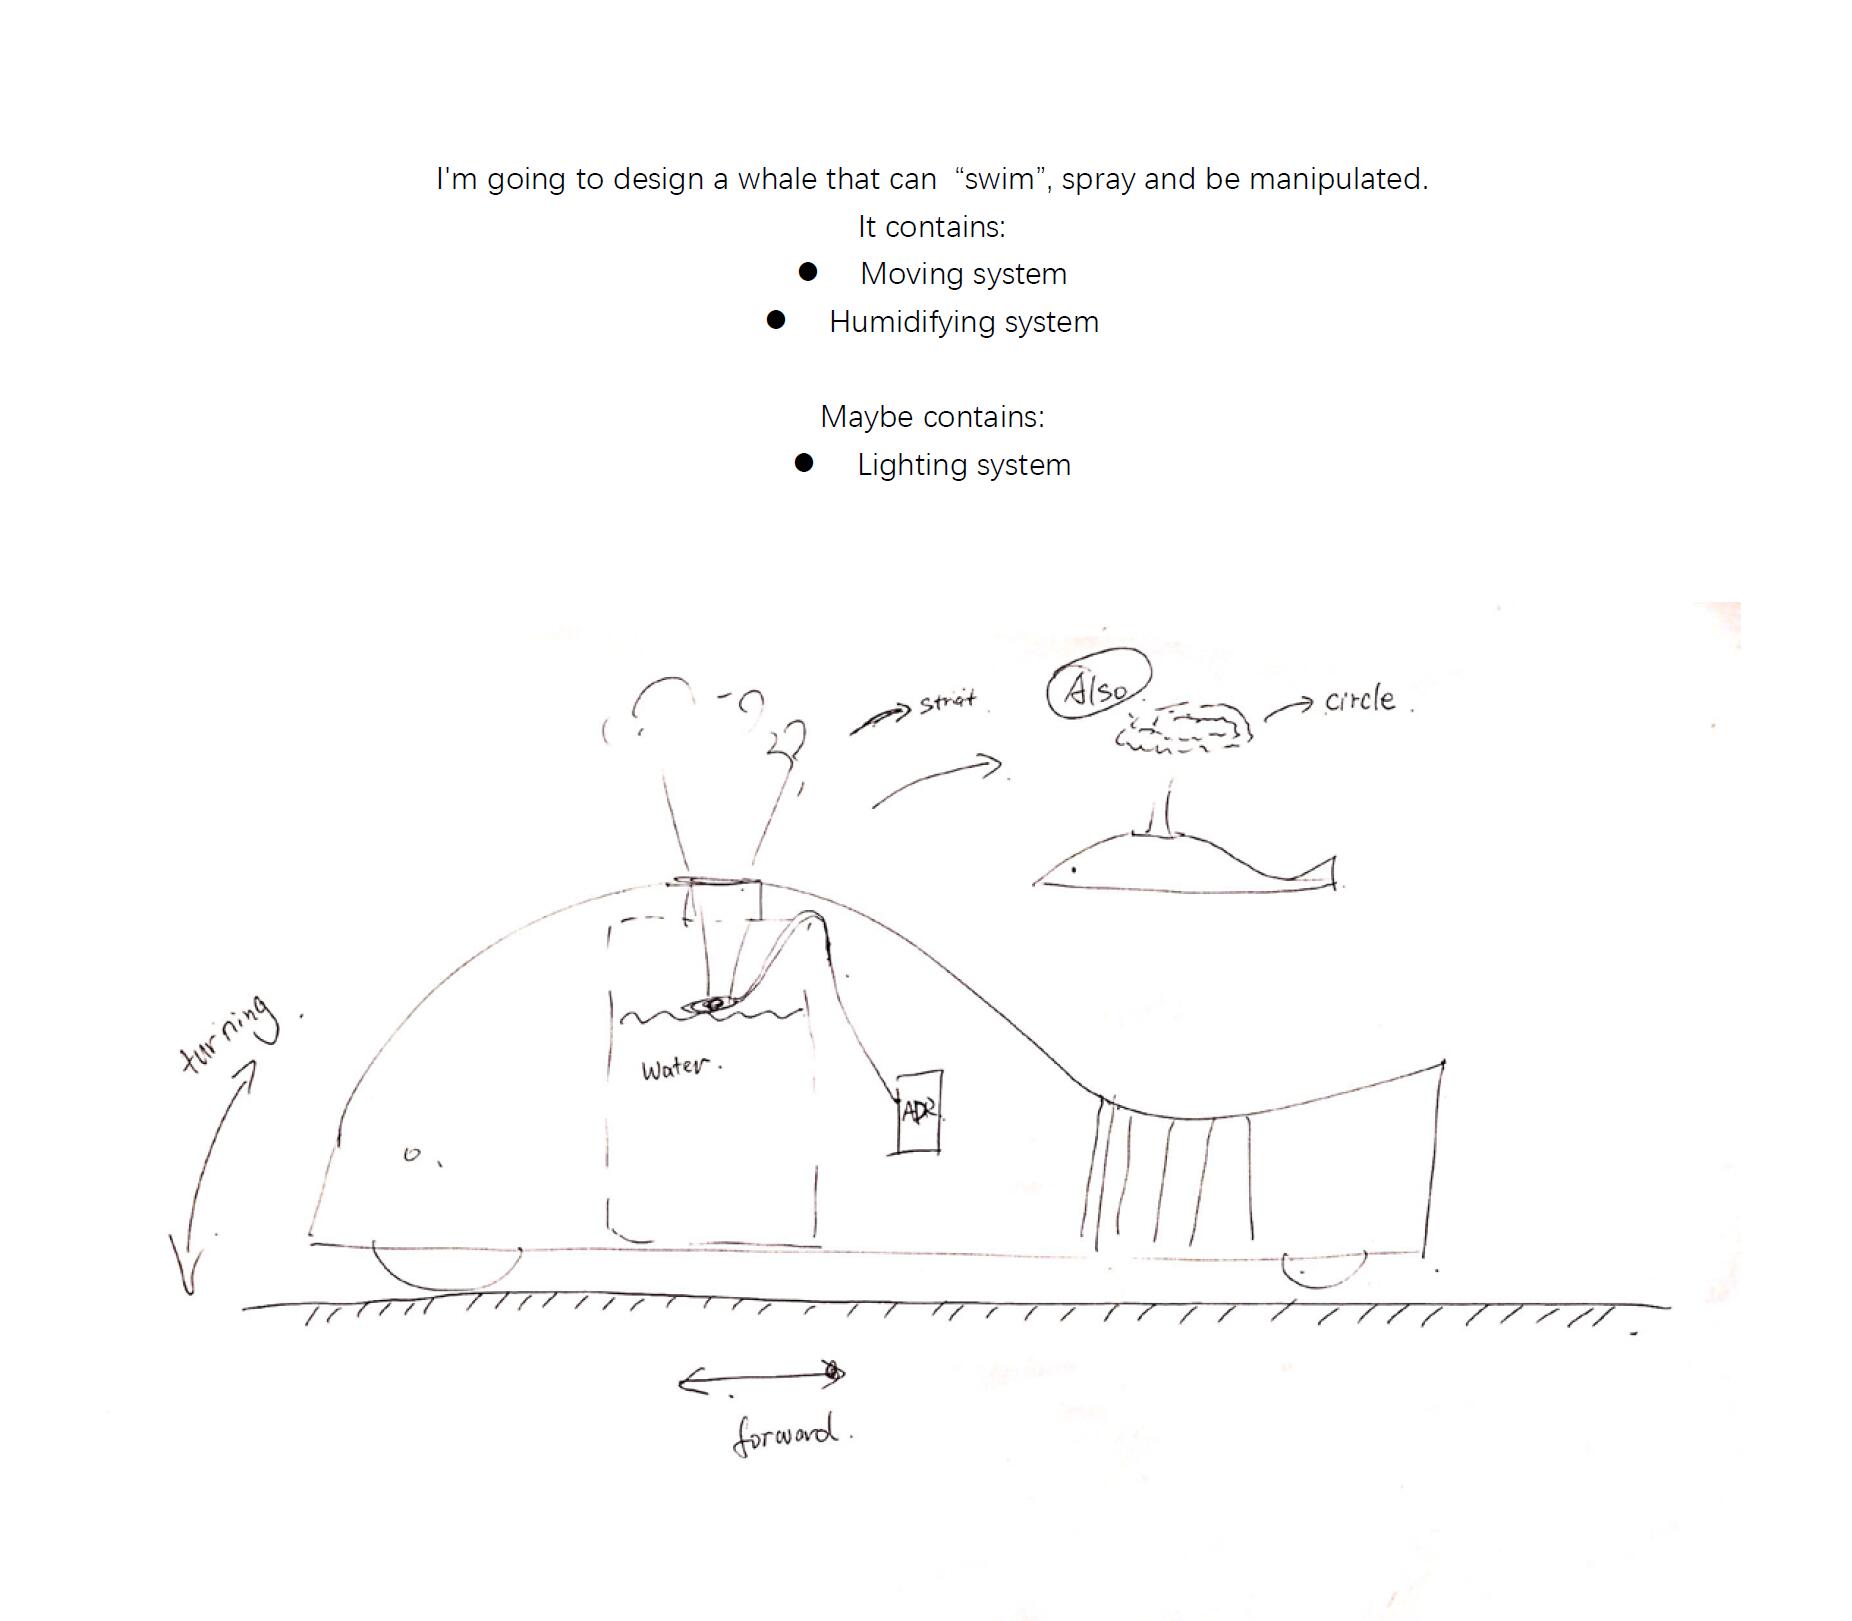 I'm going to design a whale that can “swim”, spray and be manipulated.
It contains:
● Moving system
● Humidifying system
Maybe contains:
● Lighting system
Also
circle.
strait.
turning.
Water.
forward.